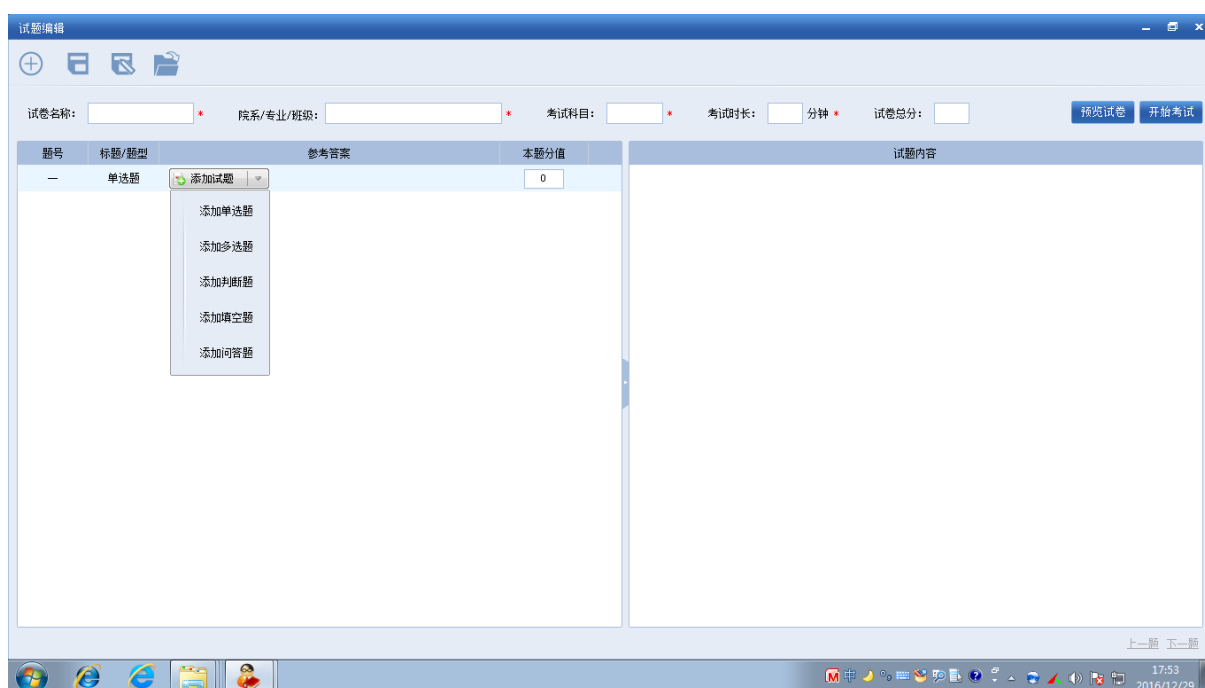 试题编辑
试卷名称: * 院系/专业/班级: * 考试科目: * 考试时长: 分钟 * 试卷总分: 预览试卷 开始考试
题号 标题/题型 参考答案 本题分值 试题内容
一 单选题 添加试题 0
添加单选题
添加多选题
添加判断题
添加填空题
添加问答题
上一题 下一题
中 17:53
2016/12/29